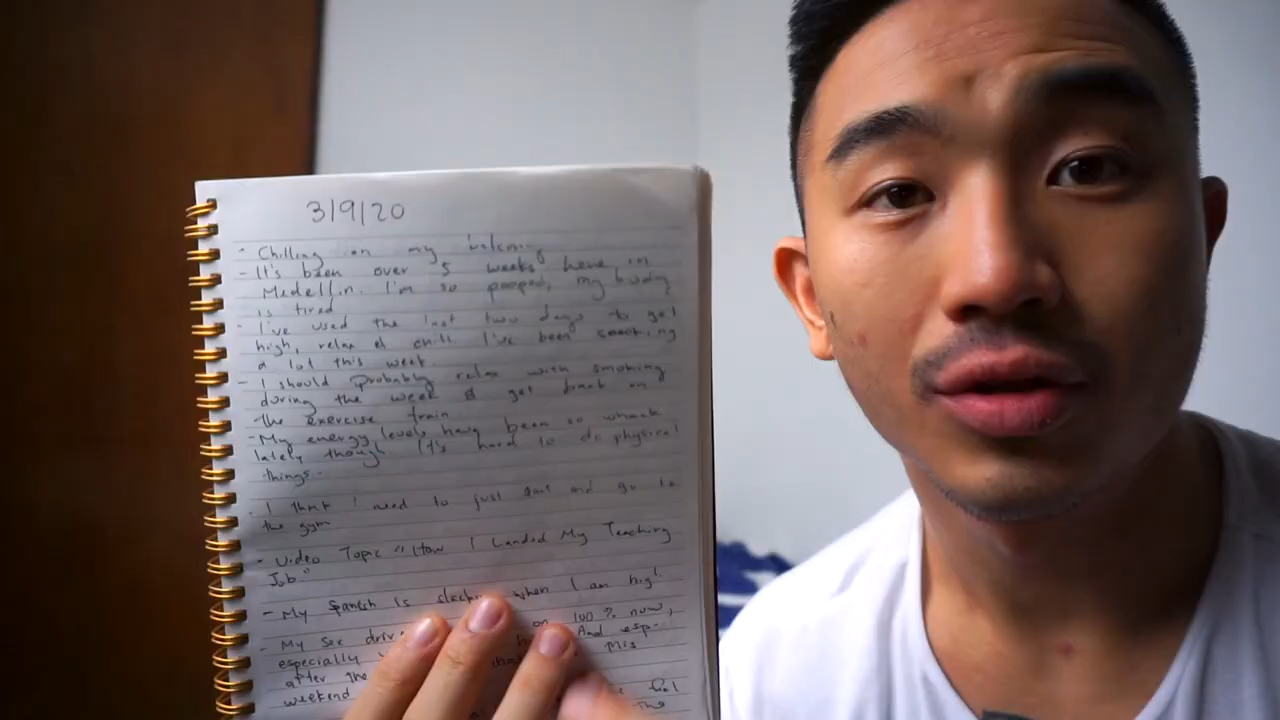 3/9/20
- Chilling on my balcony
- It's been over 5 weeks here in
Medellin. I'm so pooped, my body
is tired
- I've used the last two days to get
high, relax & chill I've been smoking
a lot this week
- I should probably relax with smoking
during the week & get back on
the exercise train
- My energy levels have been so whack
lately though It's hard to do physical
things.
- I think I need to just and go to
the gym
- Video Topic "How I Landed My Teaching
Job"
- My Spanish is when I am high
- My sex on 100% now,
especially And esp-
after the this
weekend
the